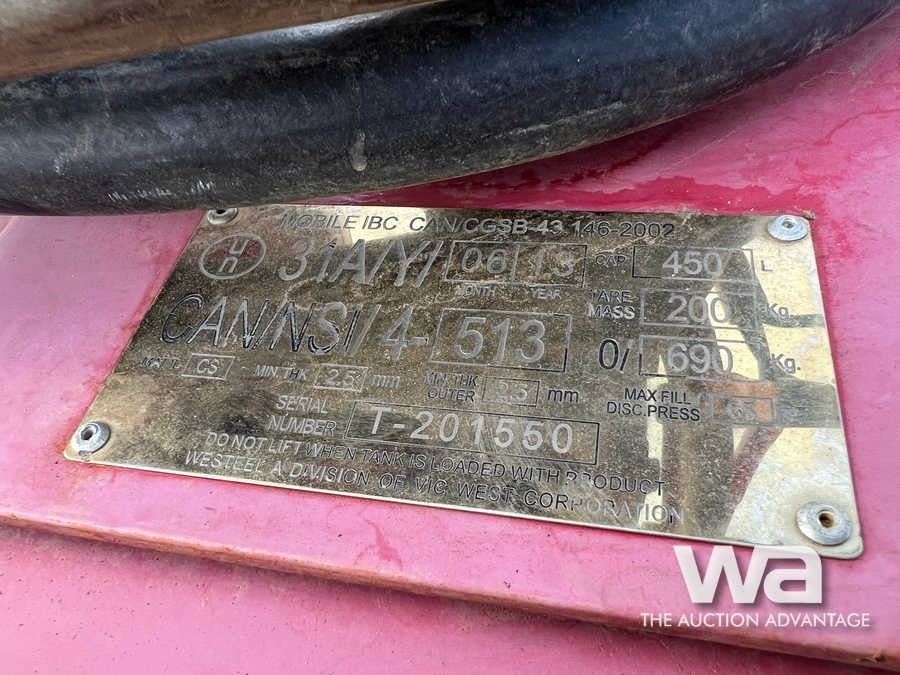 MOBILE IBC CAN/CGSB-43 146-2002
un 31A/Y/ 06 13 CAP 450 L
MONTH YEAR
TARE MASS 200 Kg
CAN/NSI/ 4- 513 0/ 690 Kg
MAT'L CS MIN. THK 2.5 mm MIN. THK OUTER 2.5 mm
MAX FILL DISC.PRESS 65
SERIAL NUMBER T-201550
DO NOT LIFT WHEN TANK IS LOADED WITH PRODUCT
WESTEEL A DIVISION OF VIC WEST CORPORATION
wa
THE AUCTION ADVANTAGE